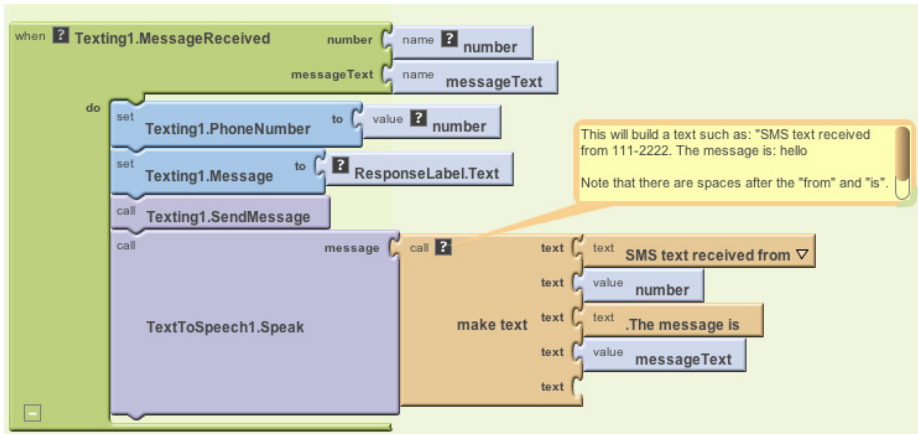 when ? Texting1.MessageReceived number name ? number
messageText name messageText
do set Texting1.PhoneNumber to value ? number
set Texting1.Message to ? ResponseLabel.Text
call Texting1.SendMessage
call TextToSpeech1.Speak message call ? make text
text text SMS text received from
text value number
text text .The message is
text value messageText
text
This will build a text such as: "SMS text received
from 111-2222. The message is: hello
Note that there are spaces after the "from" and "is".